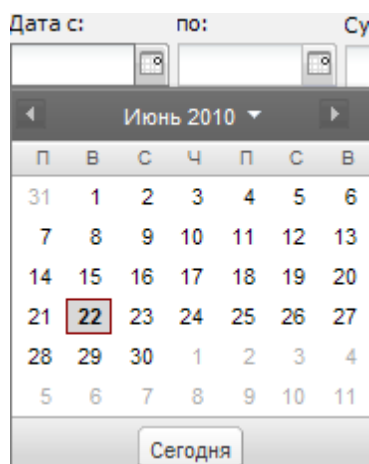 Дата с: по: Су
Июнь 2010
П В С Ч П С В
31 1 2 3 4 5 6
7 8 9 10 11 12 13
14 15 16 17 18 19 20
21 22 23 24 25 26 27
28 29 30 1 2 3 4
5 6 7 8 9 10 11
Сегодня